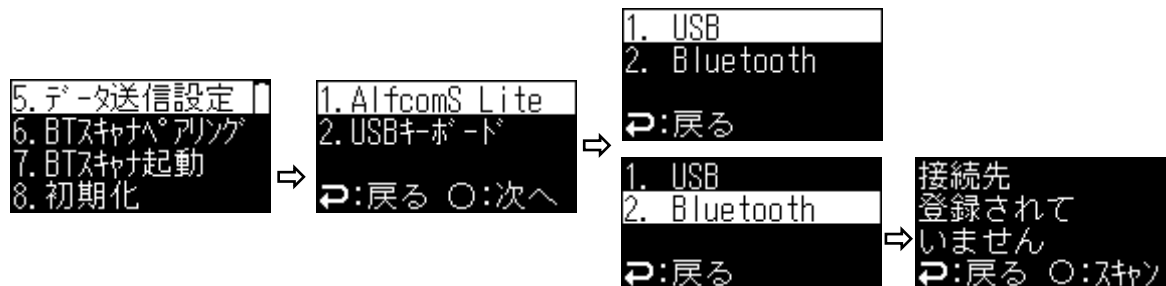 5.ﾃﾞｰﾀ送信設定
6.BTｽｷｬﾅﾍﾟｱﾘﾝｸﾞ
7.BTｽｷｬﾅ起動
8.初期化
1.AlfcomS Lite
2.USBｷｰﾎﾞｰﾄﾞ
⮌:戻る ○:次へ
1. USB
2. Bluetooth
⮌:戻る
1. USB
2. Bluetooth
⮌:戻る
接続先
登録されて
いません
⮌:戻る ○:ｽｷｬﾝ